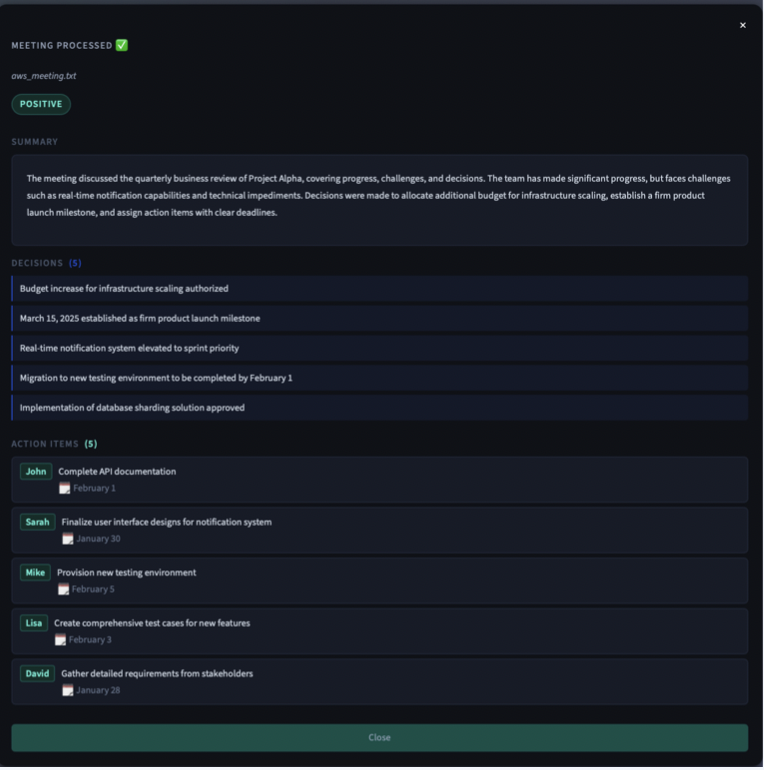 ×
MEETING PROCESSED ✅
aws_meeting.txt
POSITIVE
SUMMARY
The meeting discussed the quarterly business review of Project Alpha, covering progress, challenges, and decisions. The team has made significant progress, but faces challenges
such as real-time notification capabilities and technical impediments. Decisions were made to allocate additional budget for infrastructure scaling, establish a firm product
launch milestone, and assign action items with clear deadlines.
DECISIONS (5)
Budget increase for infrastructure scaling authorized
March 15, 2025 established as firm product launch milestone
Real-time notification system elevated to sprint priority
Migration to new testing environment to be completed by February 1
Implementation of database sharding solution approved
ACTION ITEMS (5)
John Complete API documentation
February 1
Sarah Finalize user interface designs for notification system
January 30
Mike Provision new testing environment
February 5
Lisa Create comprehensive test cases for new features
February 3
David Gather detailed requirements from stakeholders
January 28
Close